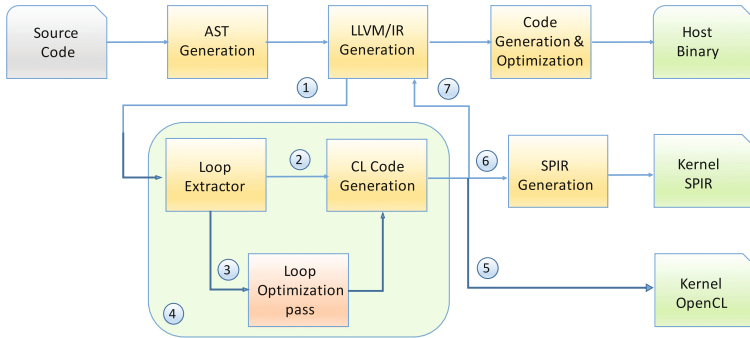 Source
Code
AST
Generation
LLVM/IR
Generation
Code
Generation &
Optimization
Host
Binary
1
7
Loop
Extractor
2
CL Code
Generation
6
SPIR
Generation
Kernel
SPIR
3
Loop
Optimization
pass
5
Kernel
OpenCL
4